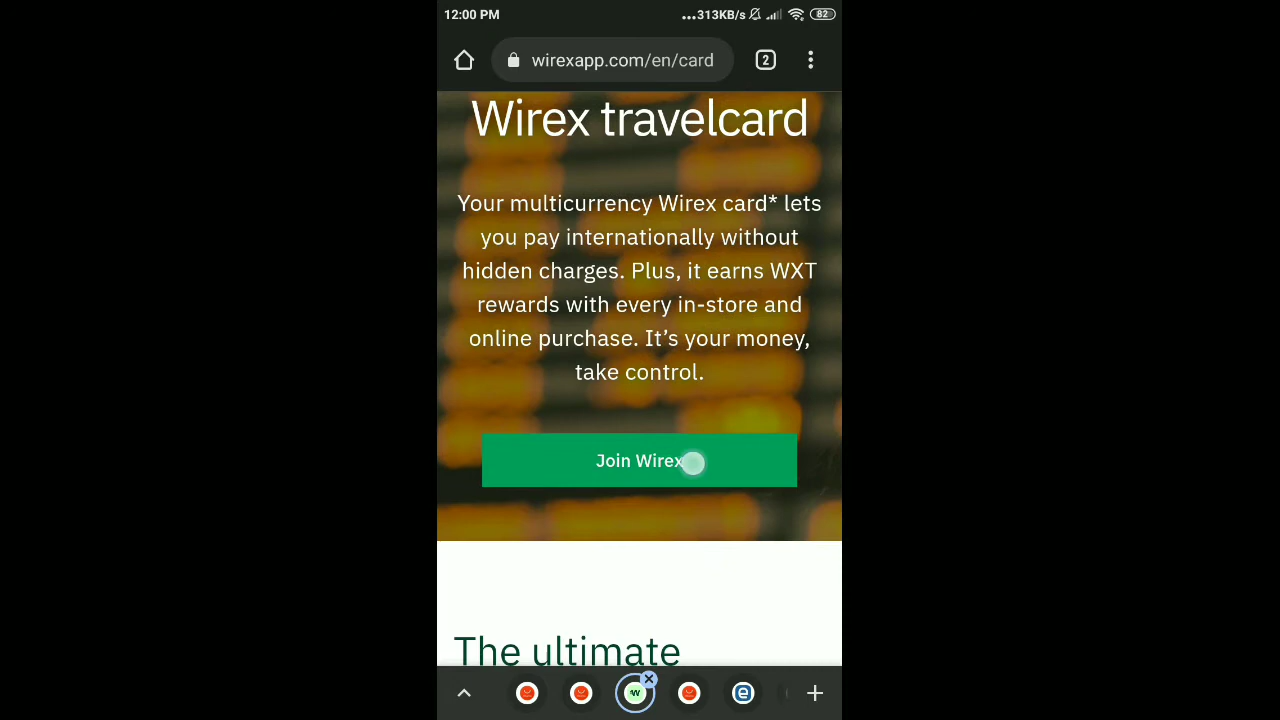 12:00 PM
...313KB/s
82
wirexapp.com/en/card
2
Wirex travelcard
Your multicurrency Wirex card* lets
you pay internationally without
hidden charges. Plus, it earns WXT
rewards with every in-store and
online purchase. It’s your money,
take control.
Join Wirex
The ultimate
w
e